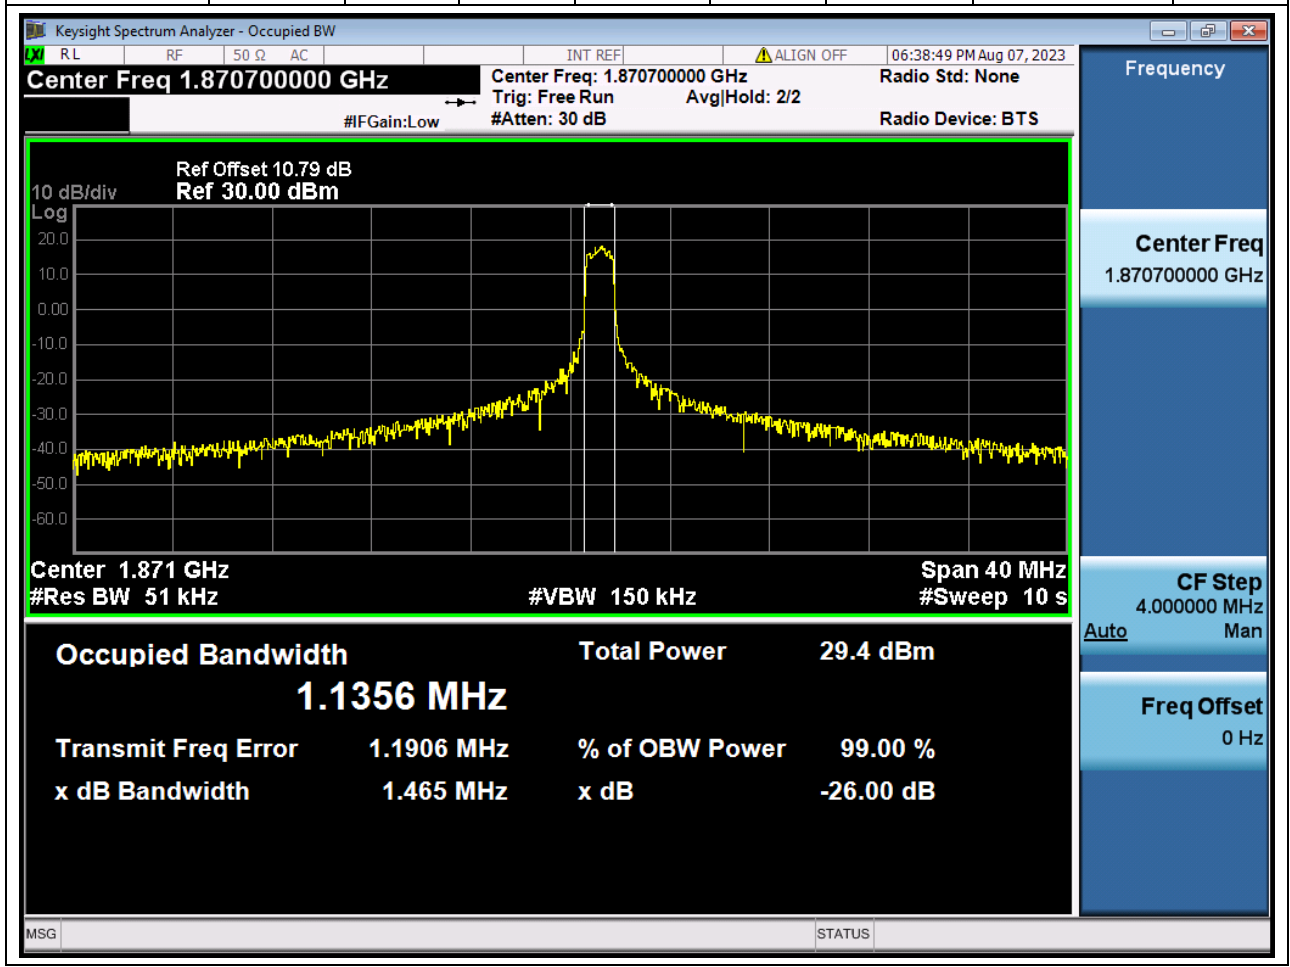 Keysight Spectrum Analyzer - Occupied BW
LXI RL RF 50 Ω AC INT REF ALIGN OFF 06:38:49 PM Aug 07, 2023
Center Freq 1.870700000 GHz
Center Freq: 1.870700000 GHz Radio Std: None
Trig: Free Run Avg|Hold: 2/2
#IFGain:Low #Atten: 30 dB Radio Device: BTS
Ref Offset 10.79 dB
10 dB/div Ref 30.00 dBm
Log
20.0
10.0
0.00
-10.0
-20.0
-30.0
-40.0
-50.0
-60.0
Center 1.871 GHz Span 40 MHz
#Res BW 51 kHz #VBW 150 kHz #Sweep 10 s
Occupied Bandwidth Total Power 29.4 dBm
1.1356 MHz
Transmit Freq Error 1.1906 MHz % of OBW Power 99.00 %
x dB Bandwidth 1.465 MHz x dB -26.00 dB
Frequency
Center Freq
1.870700000 GHz
CF Step
4.000000 MHz
Auto Man
Freq Offset
0 Hz
MSG STATUS